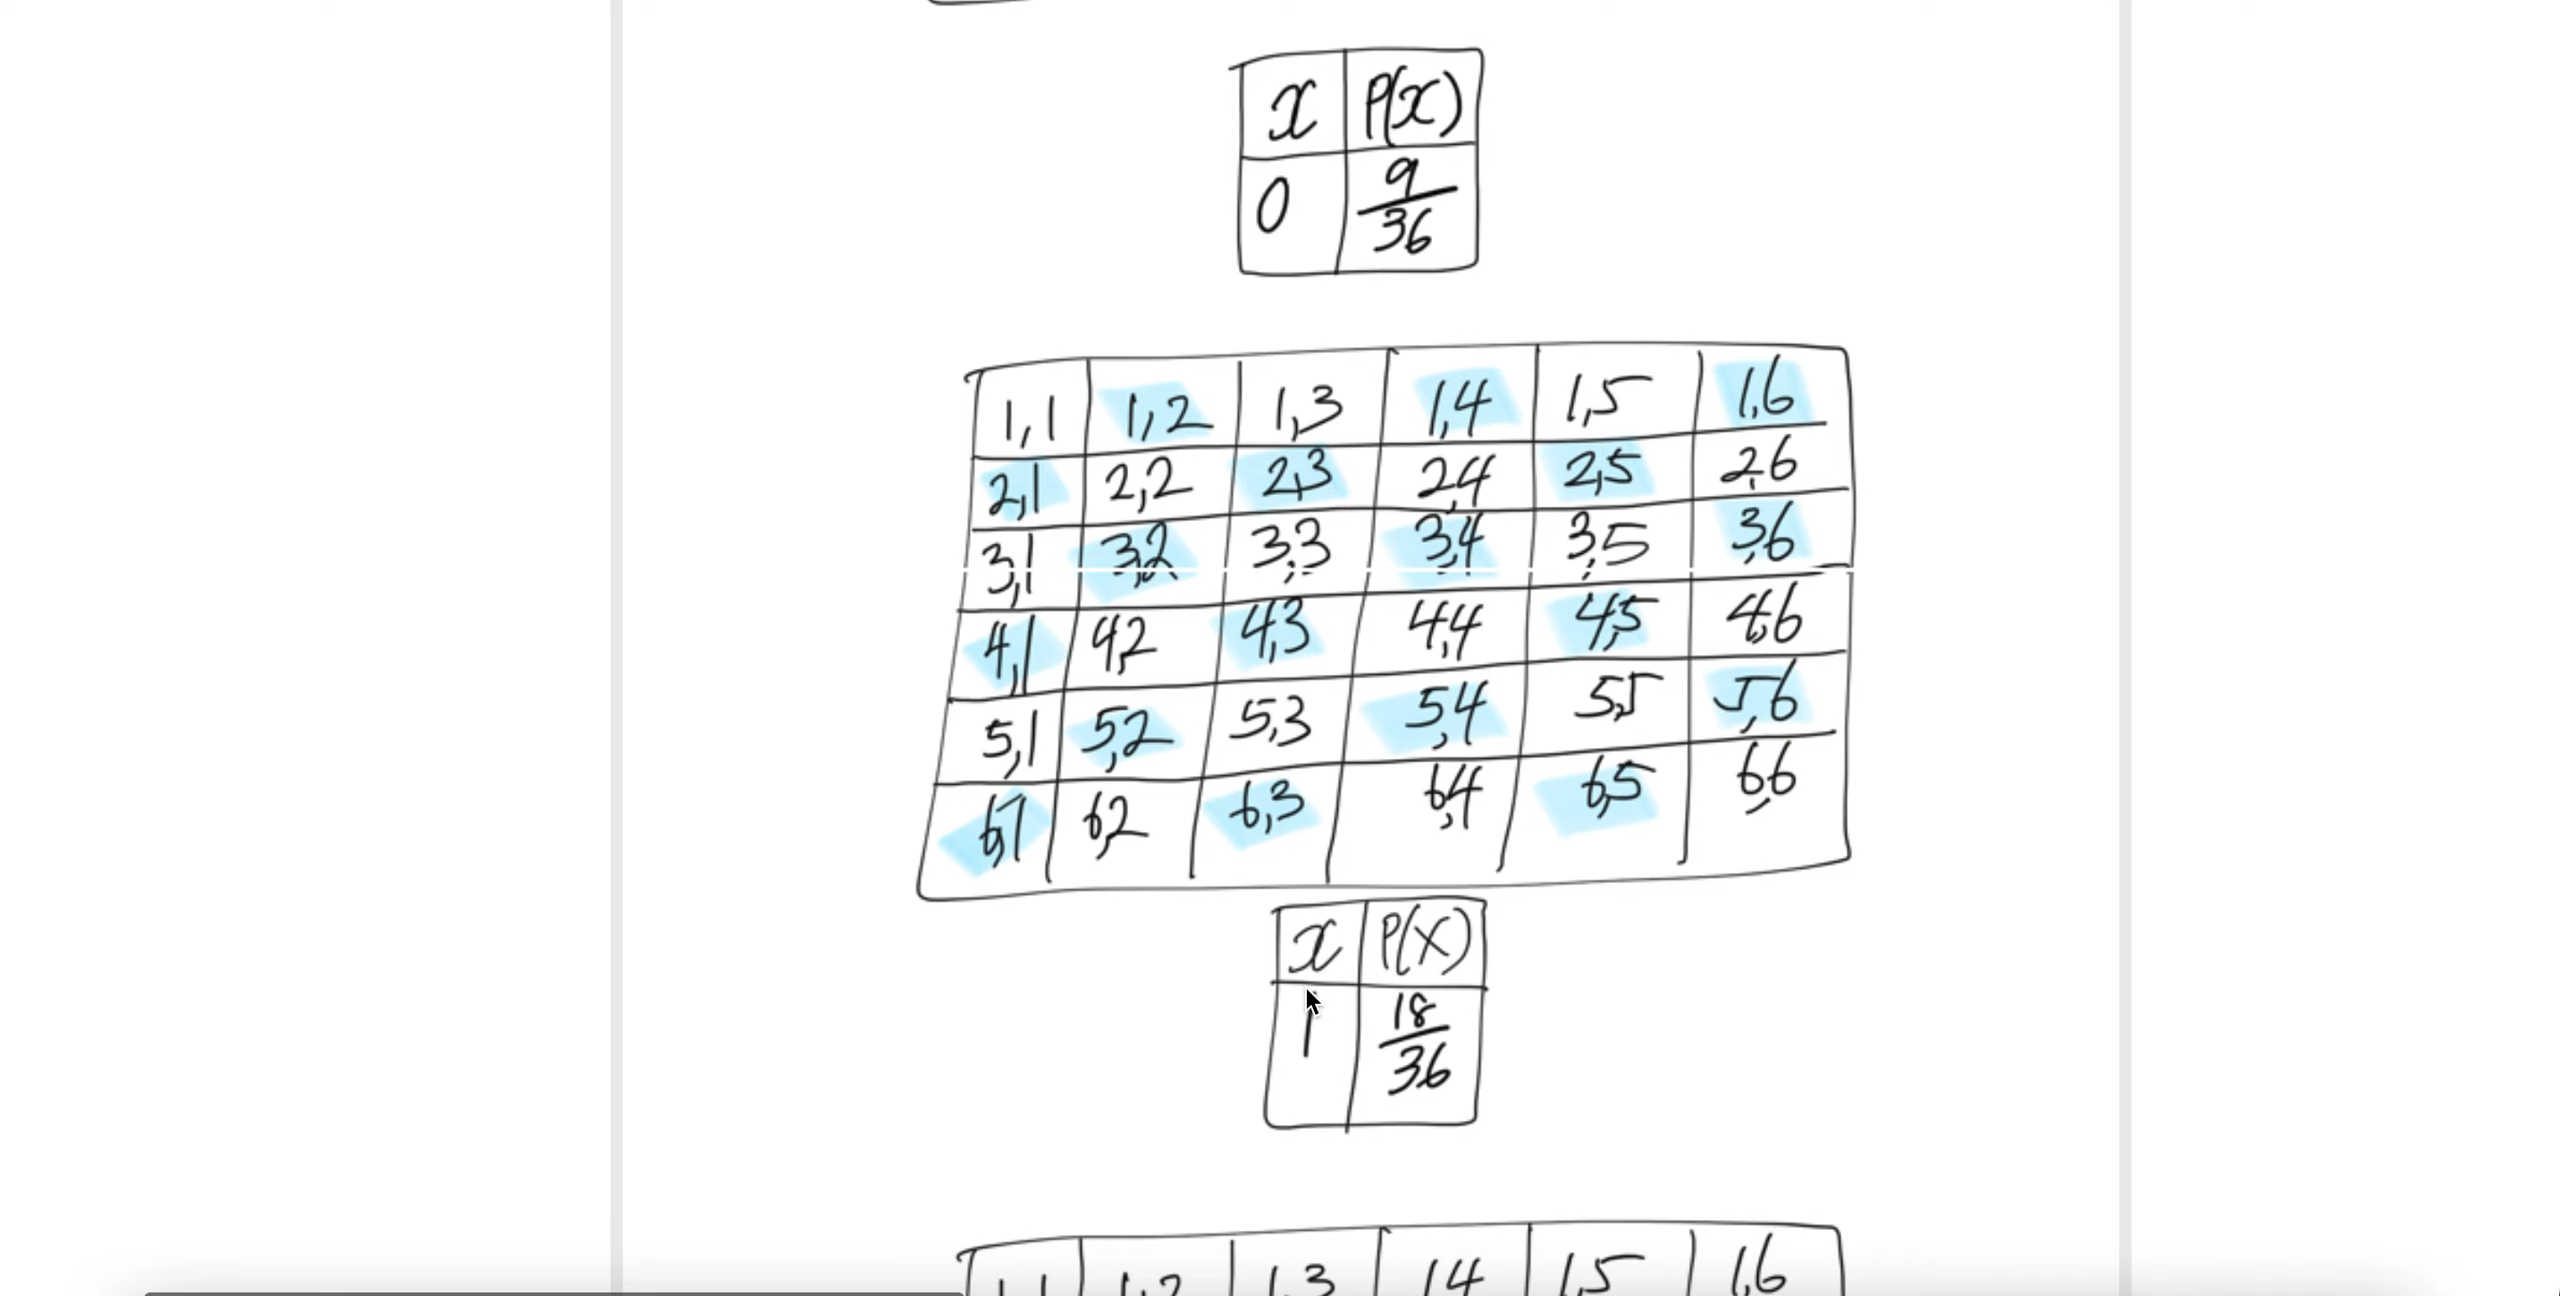 x P(x)
0 9/36
1,1 1,2 1,3 1,4 1,5 1,6
2,1 2,2 2,3 2,4 2,5 2,6
3,1 3,2 3,3 3,4 3,5 3,6
4,1 4,2 4,3 4,4 4,5 4,6
5,1 5,2 5,3 5,4 5,5 5,6
6,1 6,2 6,3 6,4 6,5 6,6
x P(x)
1 18/36
1,1 1,2 1,3 1,4 1,5 1,6